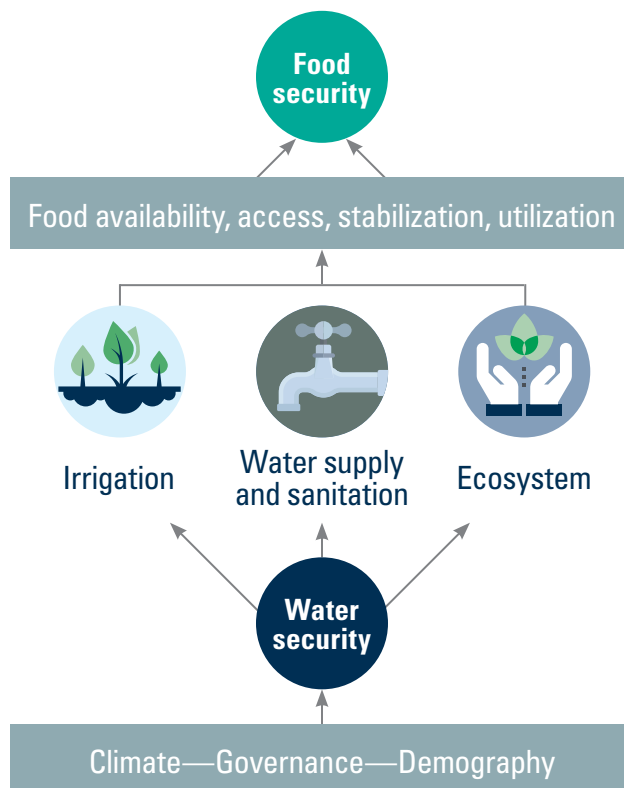 Food
security
Food availability, access, stabilization, utilization
Irrigation
Water supply
and sanitation
Ecosystem
Water
security
Climate—Governance—Demography